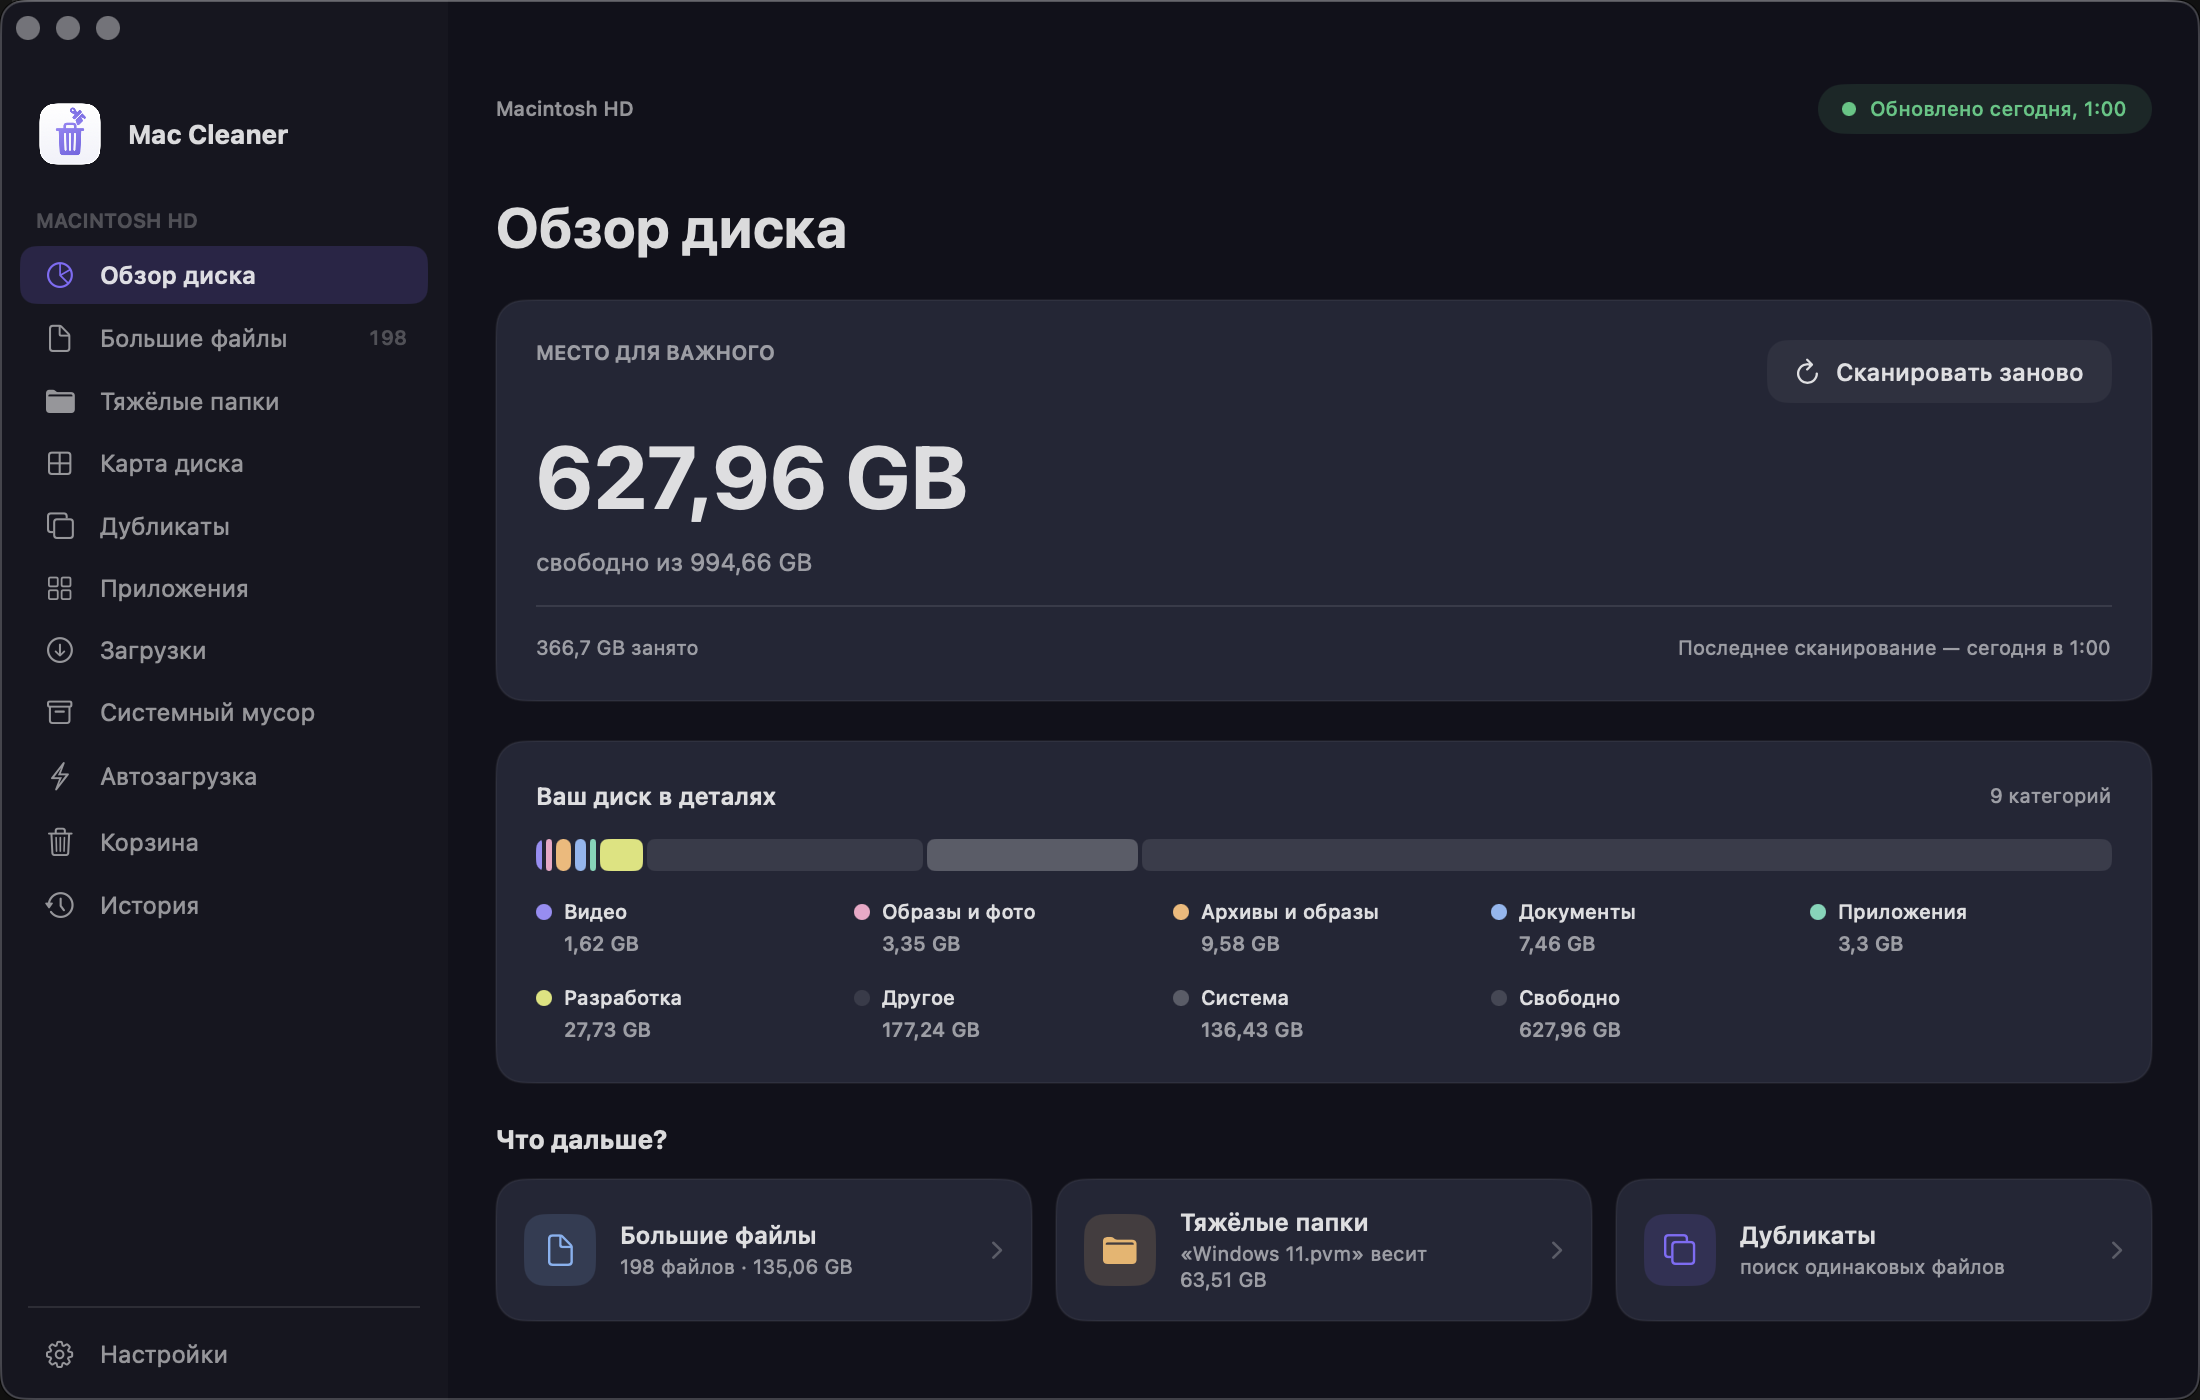 Mac Cleaner
MACINTOSH HD
Обзор диска
Большие файлы 198
Тяжёлые папки
Карта диска
Дубликаты
Приложения
Загрузки
Системный мусор
Автозагрузка
Корзина
История
Настройки
Macintosh HD
Обновлено сегодня, 1:00
Обзор диска
МЕСТО ДЛЯ ВАЖНОГО
Сканировать заново
627,96 GB
свободно из 994,66 GB
366,7 GB занято
Последнее сканирование — сегодня в 1:00
Ваш диск в деталях
9 категорий
Видео
1,62 GB
Образы и фото
3,35 GB
Архивы и образы
9,58 GB
Документы
7,46 GB
Приложения
3,3 GB
Разработка
27,73 GB
Другое
177,24 GB
Система
136,43 GB
Свободно
627,96 GB
Что дальше?
Большие файлы
198 файлов · 135,06 GB
Тяжёлые папки
«Windows 11.pvm» весит
63,51 GB
Дубликаты
поиск одинаковых файлов